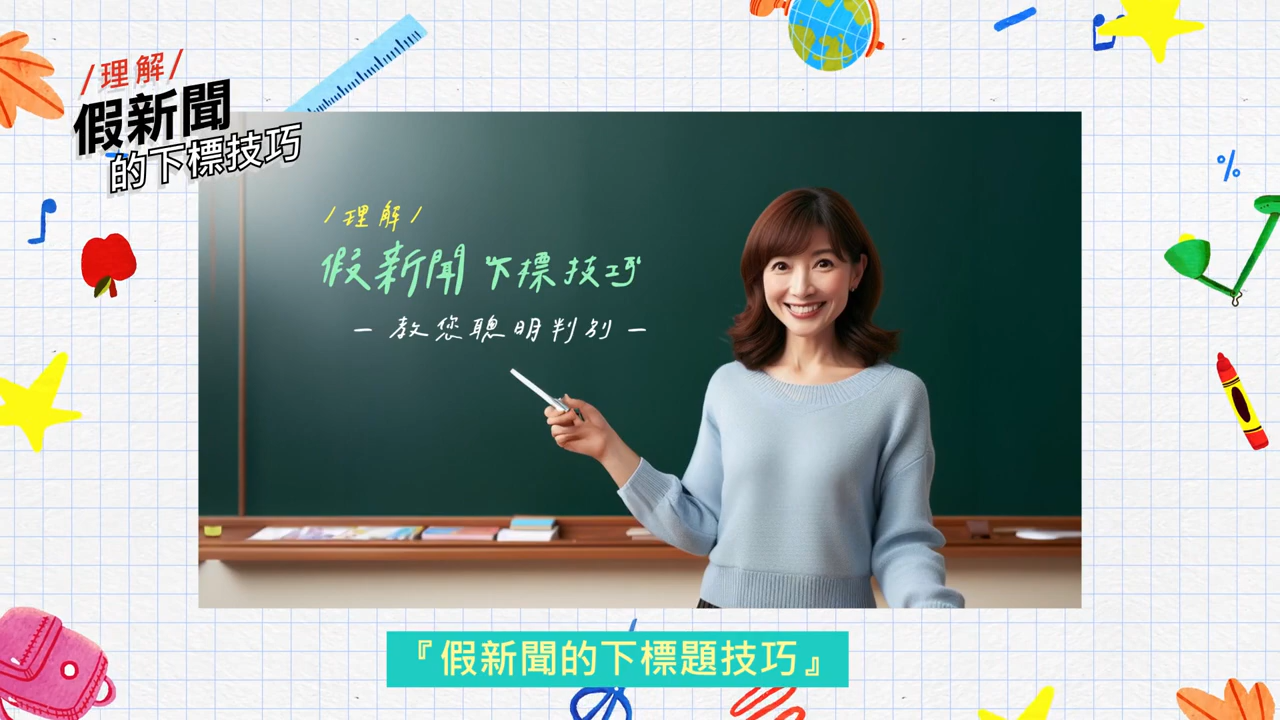 /理解/
假新聞
的下標技巧
/理解/
假新聞下標技巧
— 教您聰明判別 —
%
『假新聞的下標題技巧』